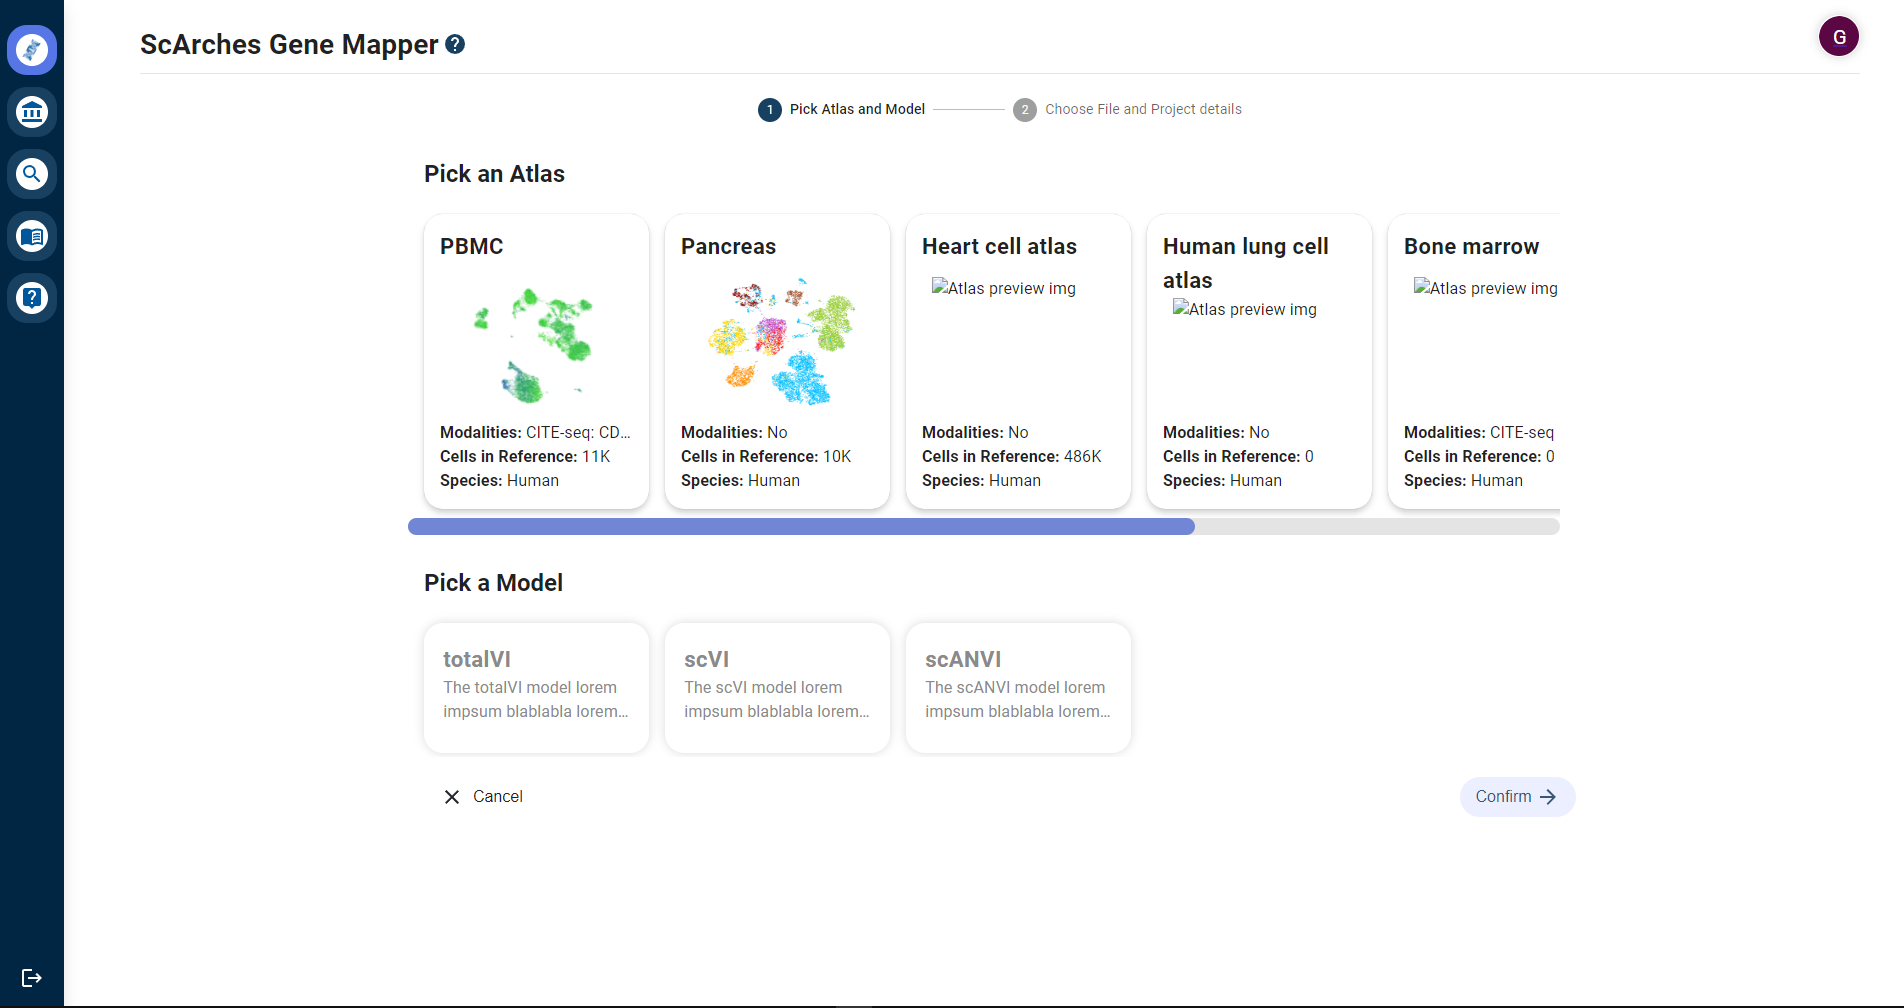 ScArches Gene Mapper ?
G
1 Pick Atlas and Model
2 Choose File and Project details
Pick an Atlas
PBMC
Modalities: CITE-seq: CD…
Cells in Reference: 11K
Species: Human
Pancreas
Modalities: No
Cells in Reference: 10K
Species: Human
Heart cell atlas
Atlas preview img
Modalities: No
Cells in Reference: 486K
Species: Human
Human lung cell
atlas
Atlas preview img
Modalities: No
Cells in Reference: 0
Species: Human
Bone marrow
Atlas preview img
Modalities: CITE-seq
Cells in Reference: 0
Species: Human
Pick a Model
totalVI
The totalVI model lorem
impsum blablabla lorem…
scVI
The scVI model lorem
impsum blablabla lorem…
scANVI
The scANVI model lorem
impsum blablabla lorem…
Cancel
Confirm